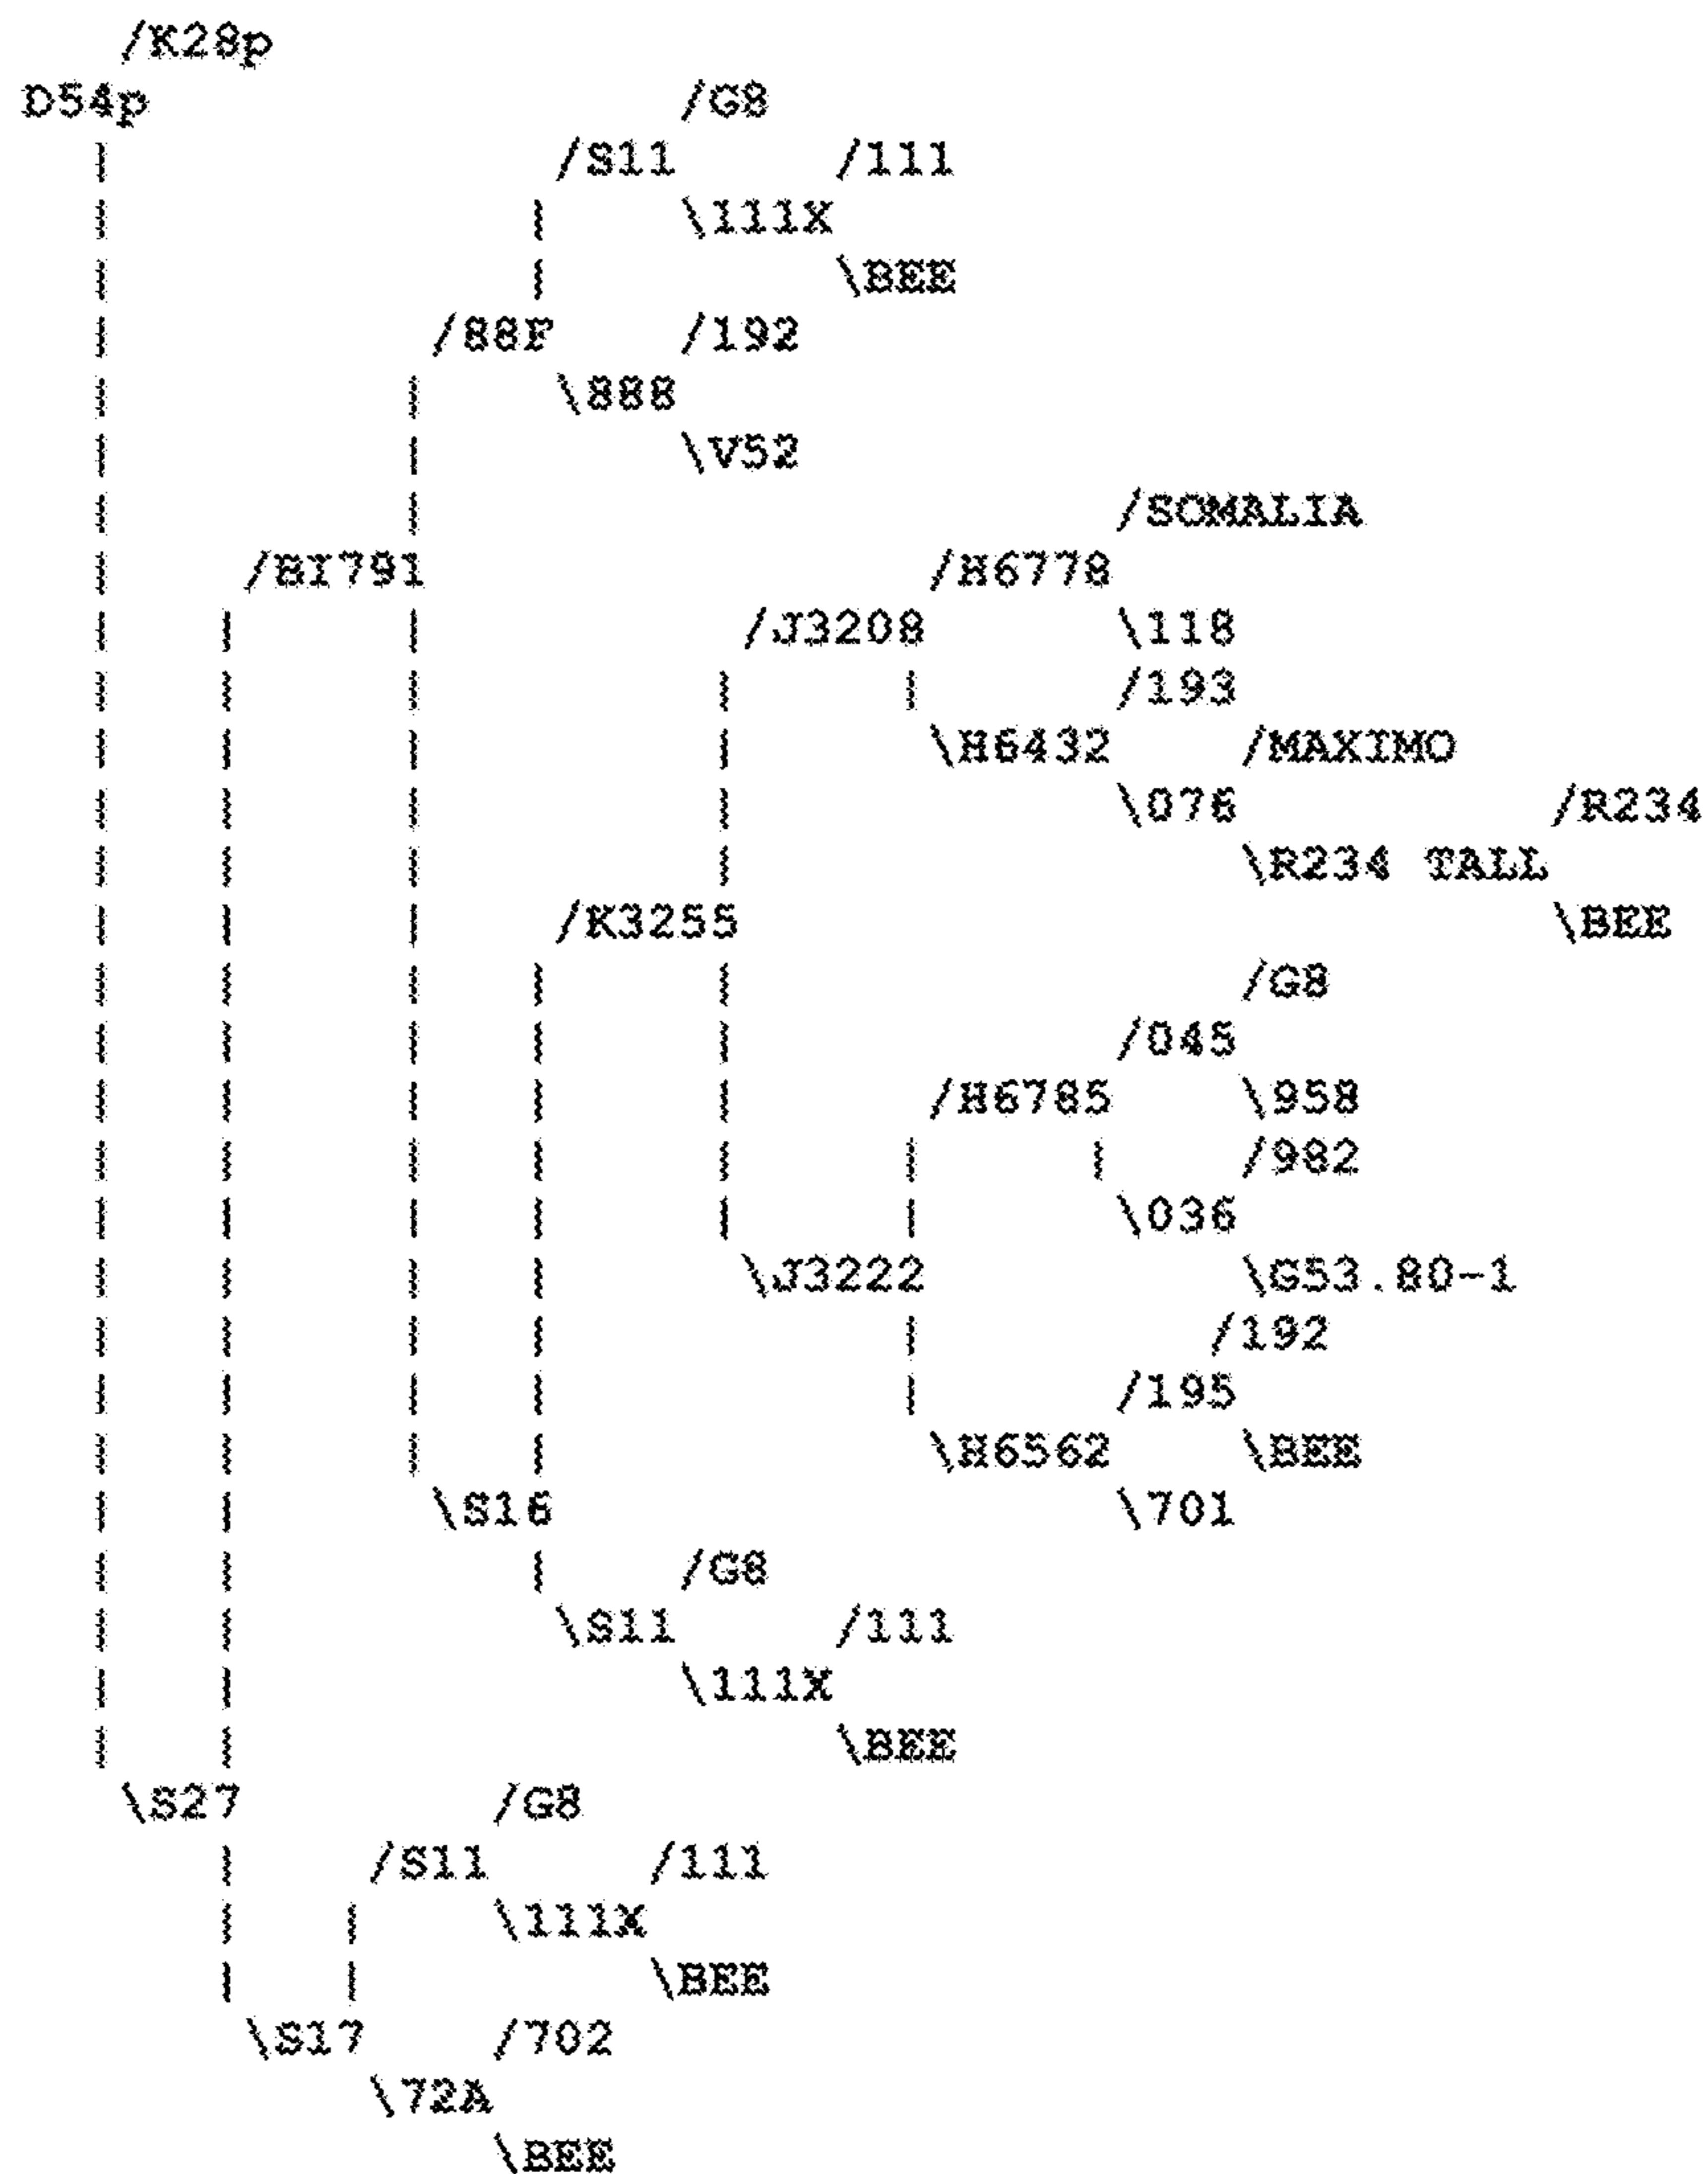 /K28p
D54p /G8
| /S11 /111
| | \111X
| | \BEE
| /88F /192
| | \888
| | \V52
| | /SOMALIA
| /BI791 /H6778
| | | /J3208 \118
| | | | | /193
| | | | \H6432 /MAXIMO
| | | | \076 /R234
| | | | \R234 TALL
| | | /K3255 \BEE
| | | | | /G8
| | | | | /045
| | | | | /H6785 \958
| | | | | | | /982
| | | | | | \036
| | | | \J3222 \G53.80-1
| | | | | /192
| | | | | /195
| | | | \H6562 \BEE
| | \S16 \701
| | | /G8
| | \S11 /111
| | \111X
| | \BEE
\S27 /G8
| /S11 /111
| | \111X
| | \BEE
\S17 /702
\72A
\BEE